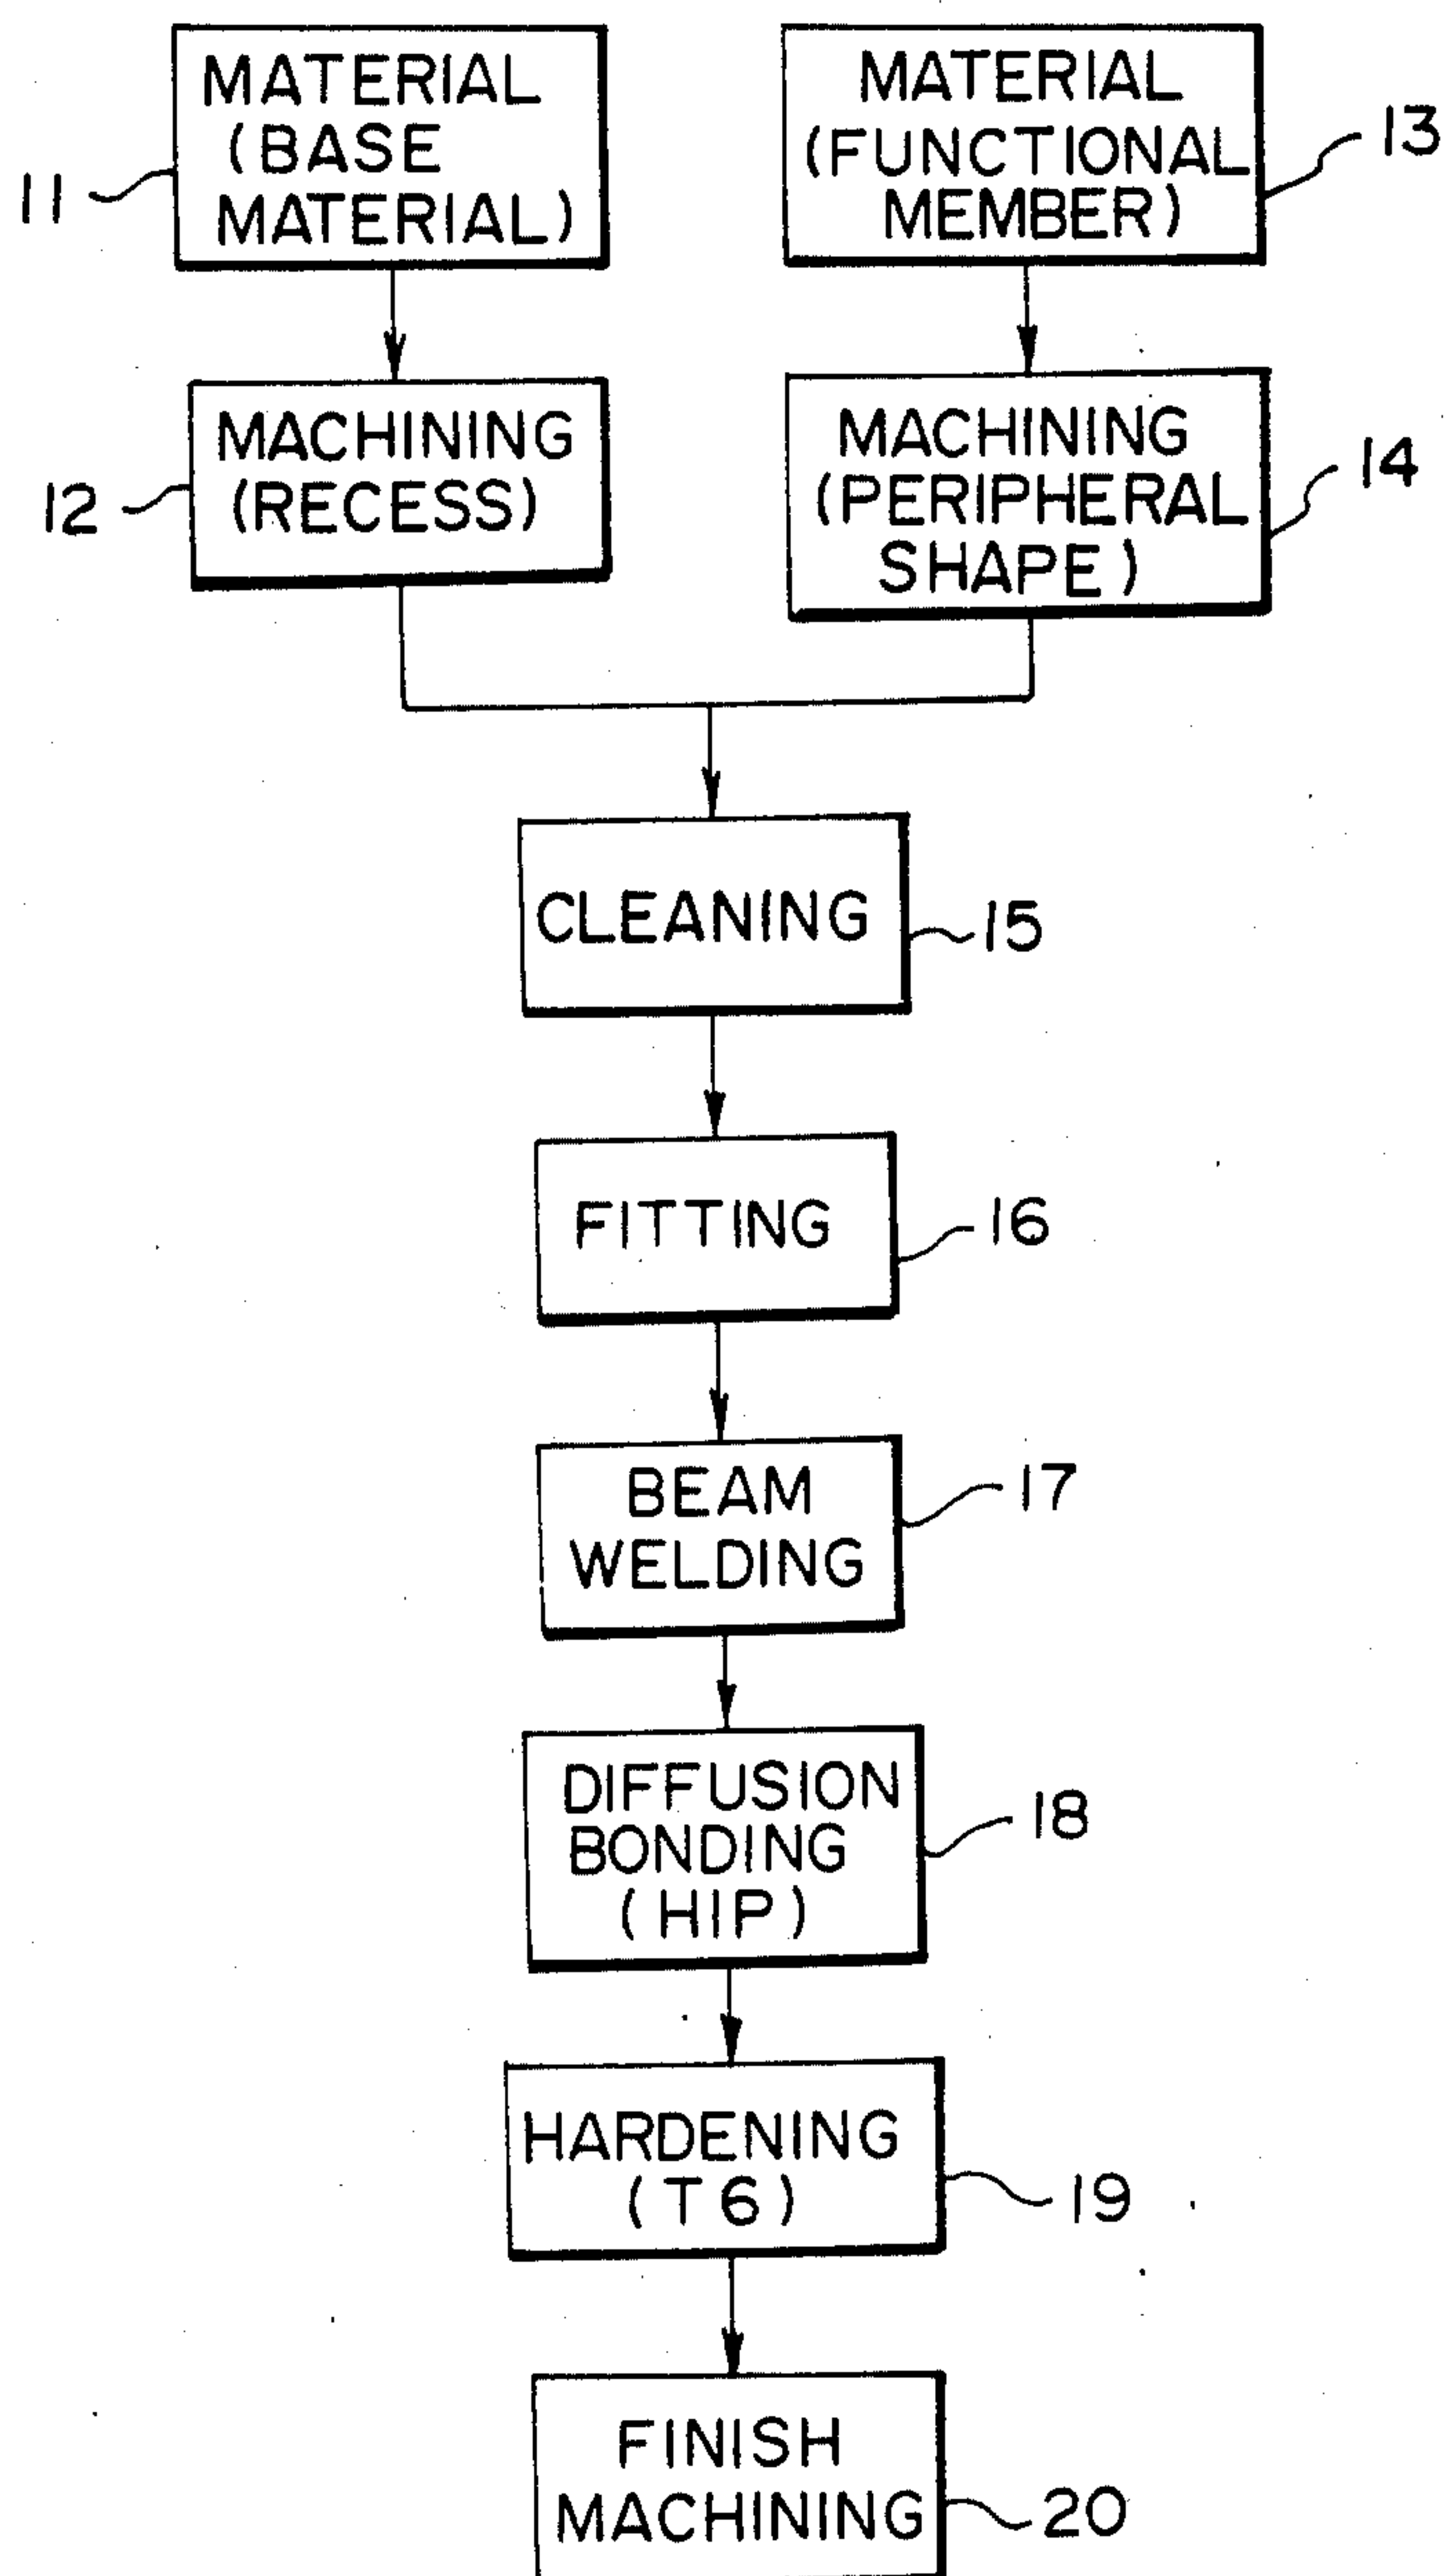 MATERIAL
(BASE
MATERIAL)
11
MATERIAL
(FUNCTIONAL
MEMBER)
13
MACHINING
(RECESS)
12
MACHINING
(PERIPHERAL
SHAPE)
14
CLEANING
15
FITTING
16
BEAM
WELDING
17
DIFFUSION
BONDING
(HIP)
18
HARDENING
(T6)
19
FINISH
MACHINING
20